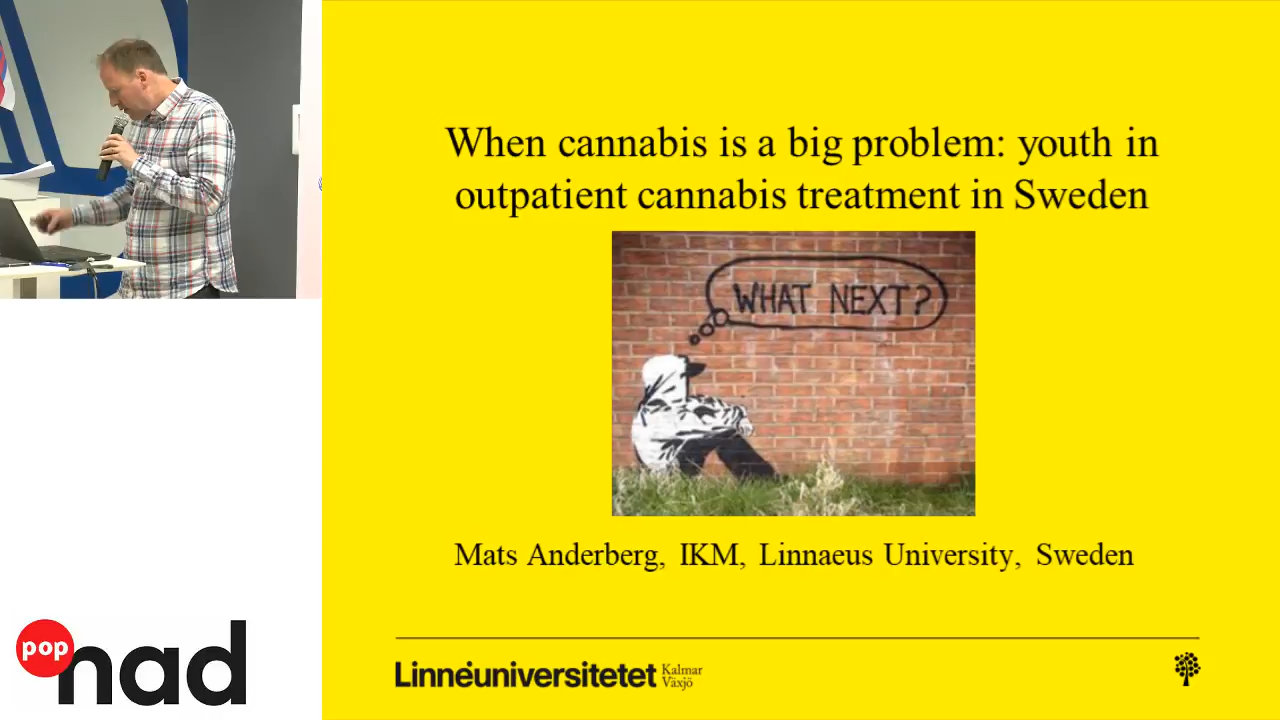 When cannabis is a big problem: youth in
outpatient cannabis treatment in Sweden
WHAT NEXT?
Mats Anderberg, IKM, Linnaeus University, Sweden
Linnéuniversitetet
Kalmar
Växjö
pop
nad